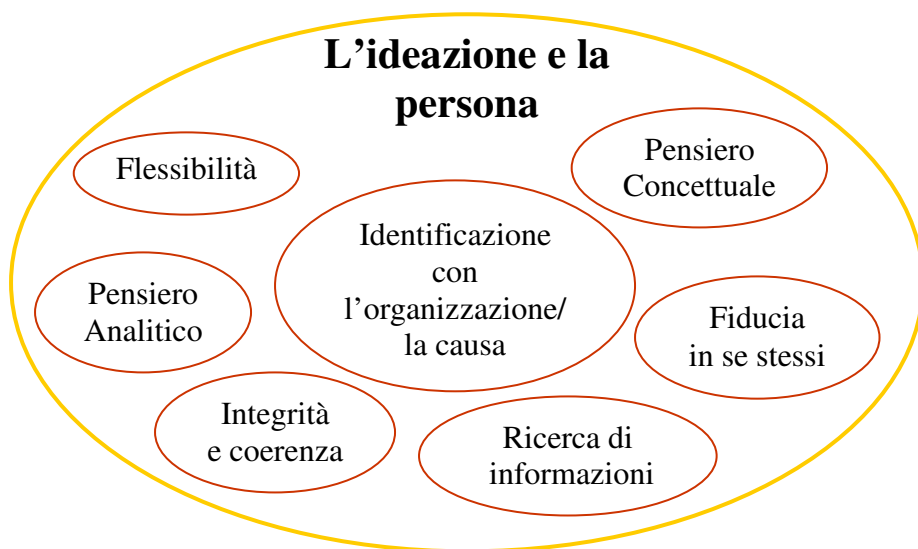 L'ideazione e la
persona
Flessibilità
Pensiero
Concettuale
Identificazione
con
l'organizzazione/
la causa
Pensiero
Analitico
Fiducia
in se stessi
Integrità
e coerenza
Ricerca di
informazioni